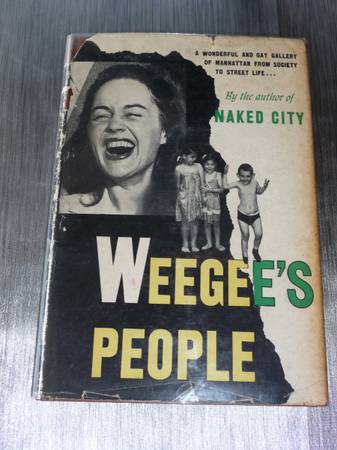 A WONDERFUL AND GAY GALLERY
OF MANHATTAN FROM SOCIETY
TO STREET LIFE...
By the author of
NAKED CITY
WEEGEE'S
PEOPLE